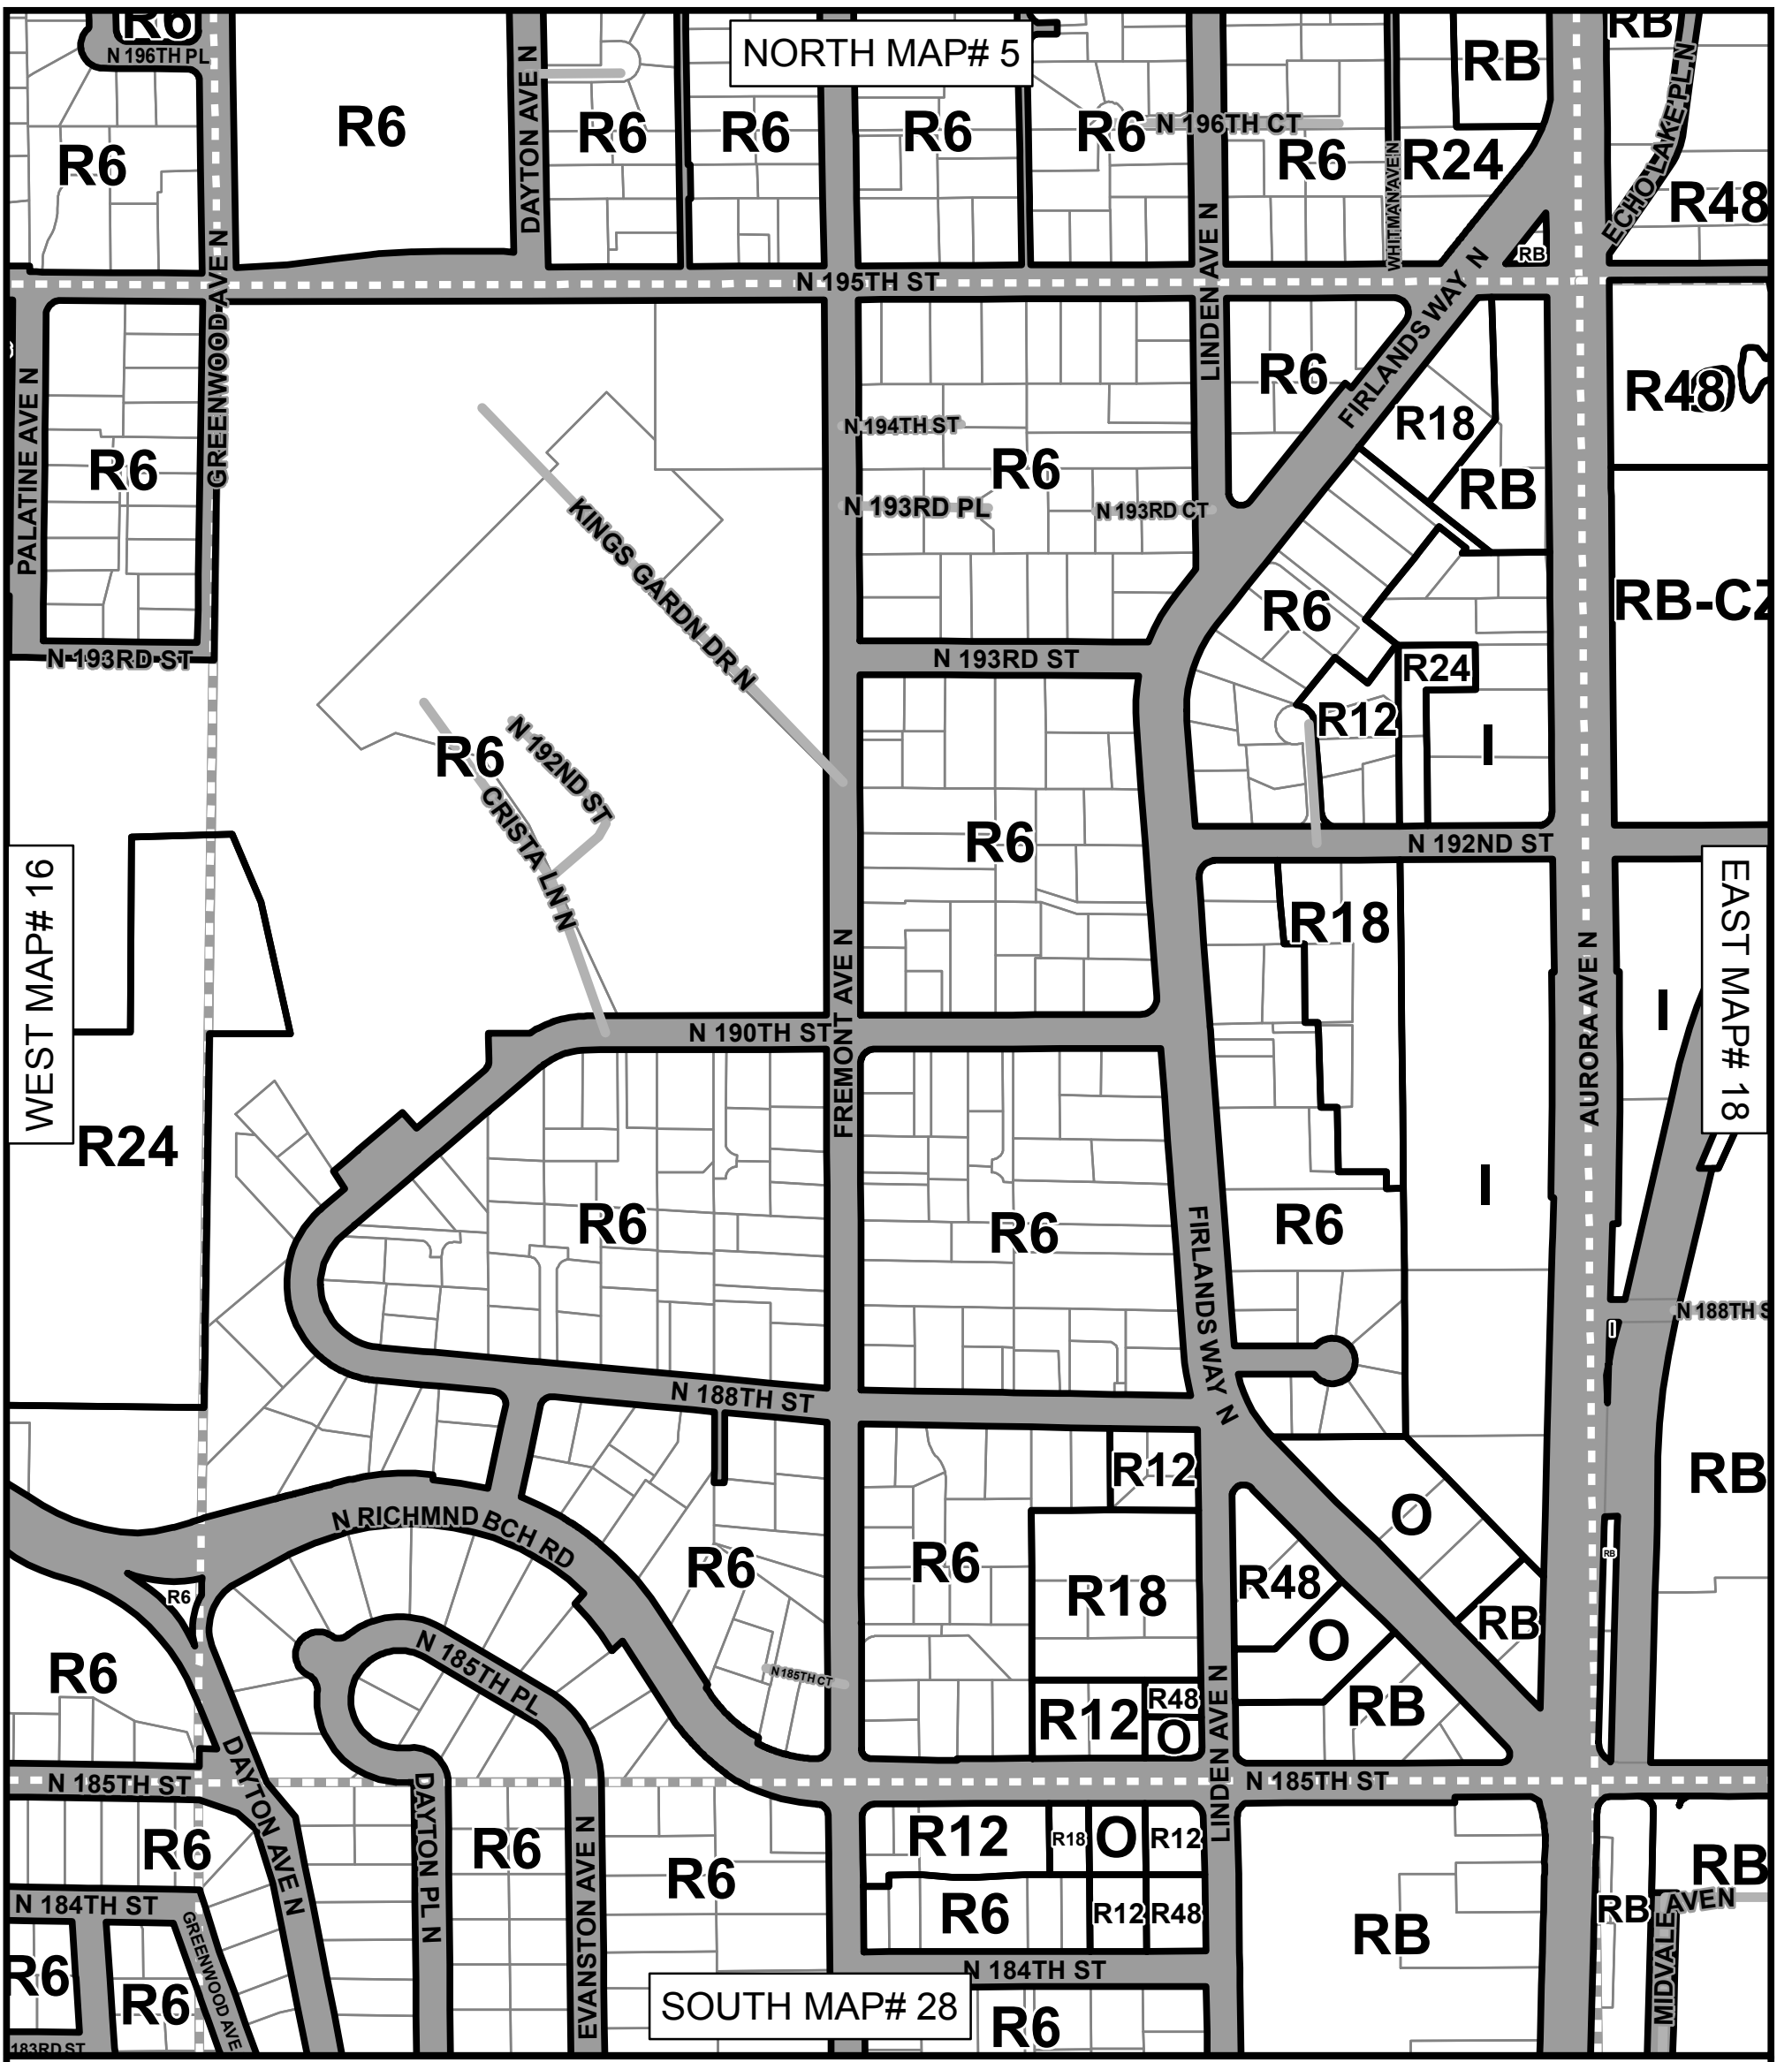 R6
N 196TH PL
R6
R6
DAYTON AVE N
R6
NORTH MAP# 5
R6
R6
R6
N 196TH CT
R6
WHITMAN AVE N
RB
R24
RB
ECHO LAKE PL N
R48
RB
GREENWOOD AVE N
N 195TH ST
LINDEN AVE N
FIRLANDS WAY N
PALATINE AVE N
R6
N 194TH ST
R6
N 193RD PL
N 193RD CT
R6
R18
RB
R48
KINGS GARDN DR N
R6
RB-CZ
N 193RD ST
N 193RD ST
R24
R12
I
R6
N 192ND ST
CRISTA LN N
R6
N 192ND ST
WEST MAP# 16
EAST MAP# 18
R18
I
AURORA AVE N
FREMONT AVE N
N 190TH ST
R24
R6
R6
FIRLANDS WAY N
R6
I
N 188TH S
I
N 188TH ST
R12
RB
O
N RICHMND BCH RD
R6
R6
R18
R48
O
RB
RB
R6
R6
N 185TH PL
N 185TH CT
R12
R48
O
LINDEN AVE N
RB
N 185TH ST
DAYTON AVE N
DAYTON PL N
N 185TH ST
R6
R6
EVANSTON AVE N
R6
R12
R18
O
R12
RB
N 184TH ST
R6
R12
R48
RB
RB
MIDVALE AVE N
R6
R6
GREENWOOD AVE
N 184TH ST
SOUTH MAP# 28
R6
183RD ST